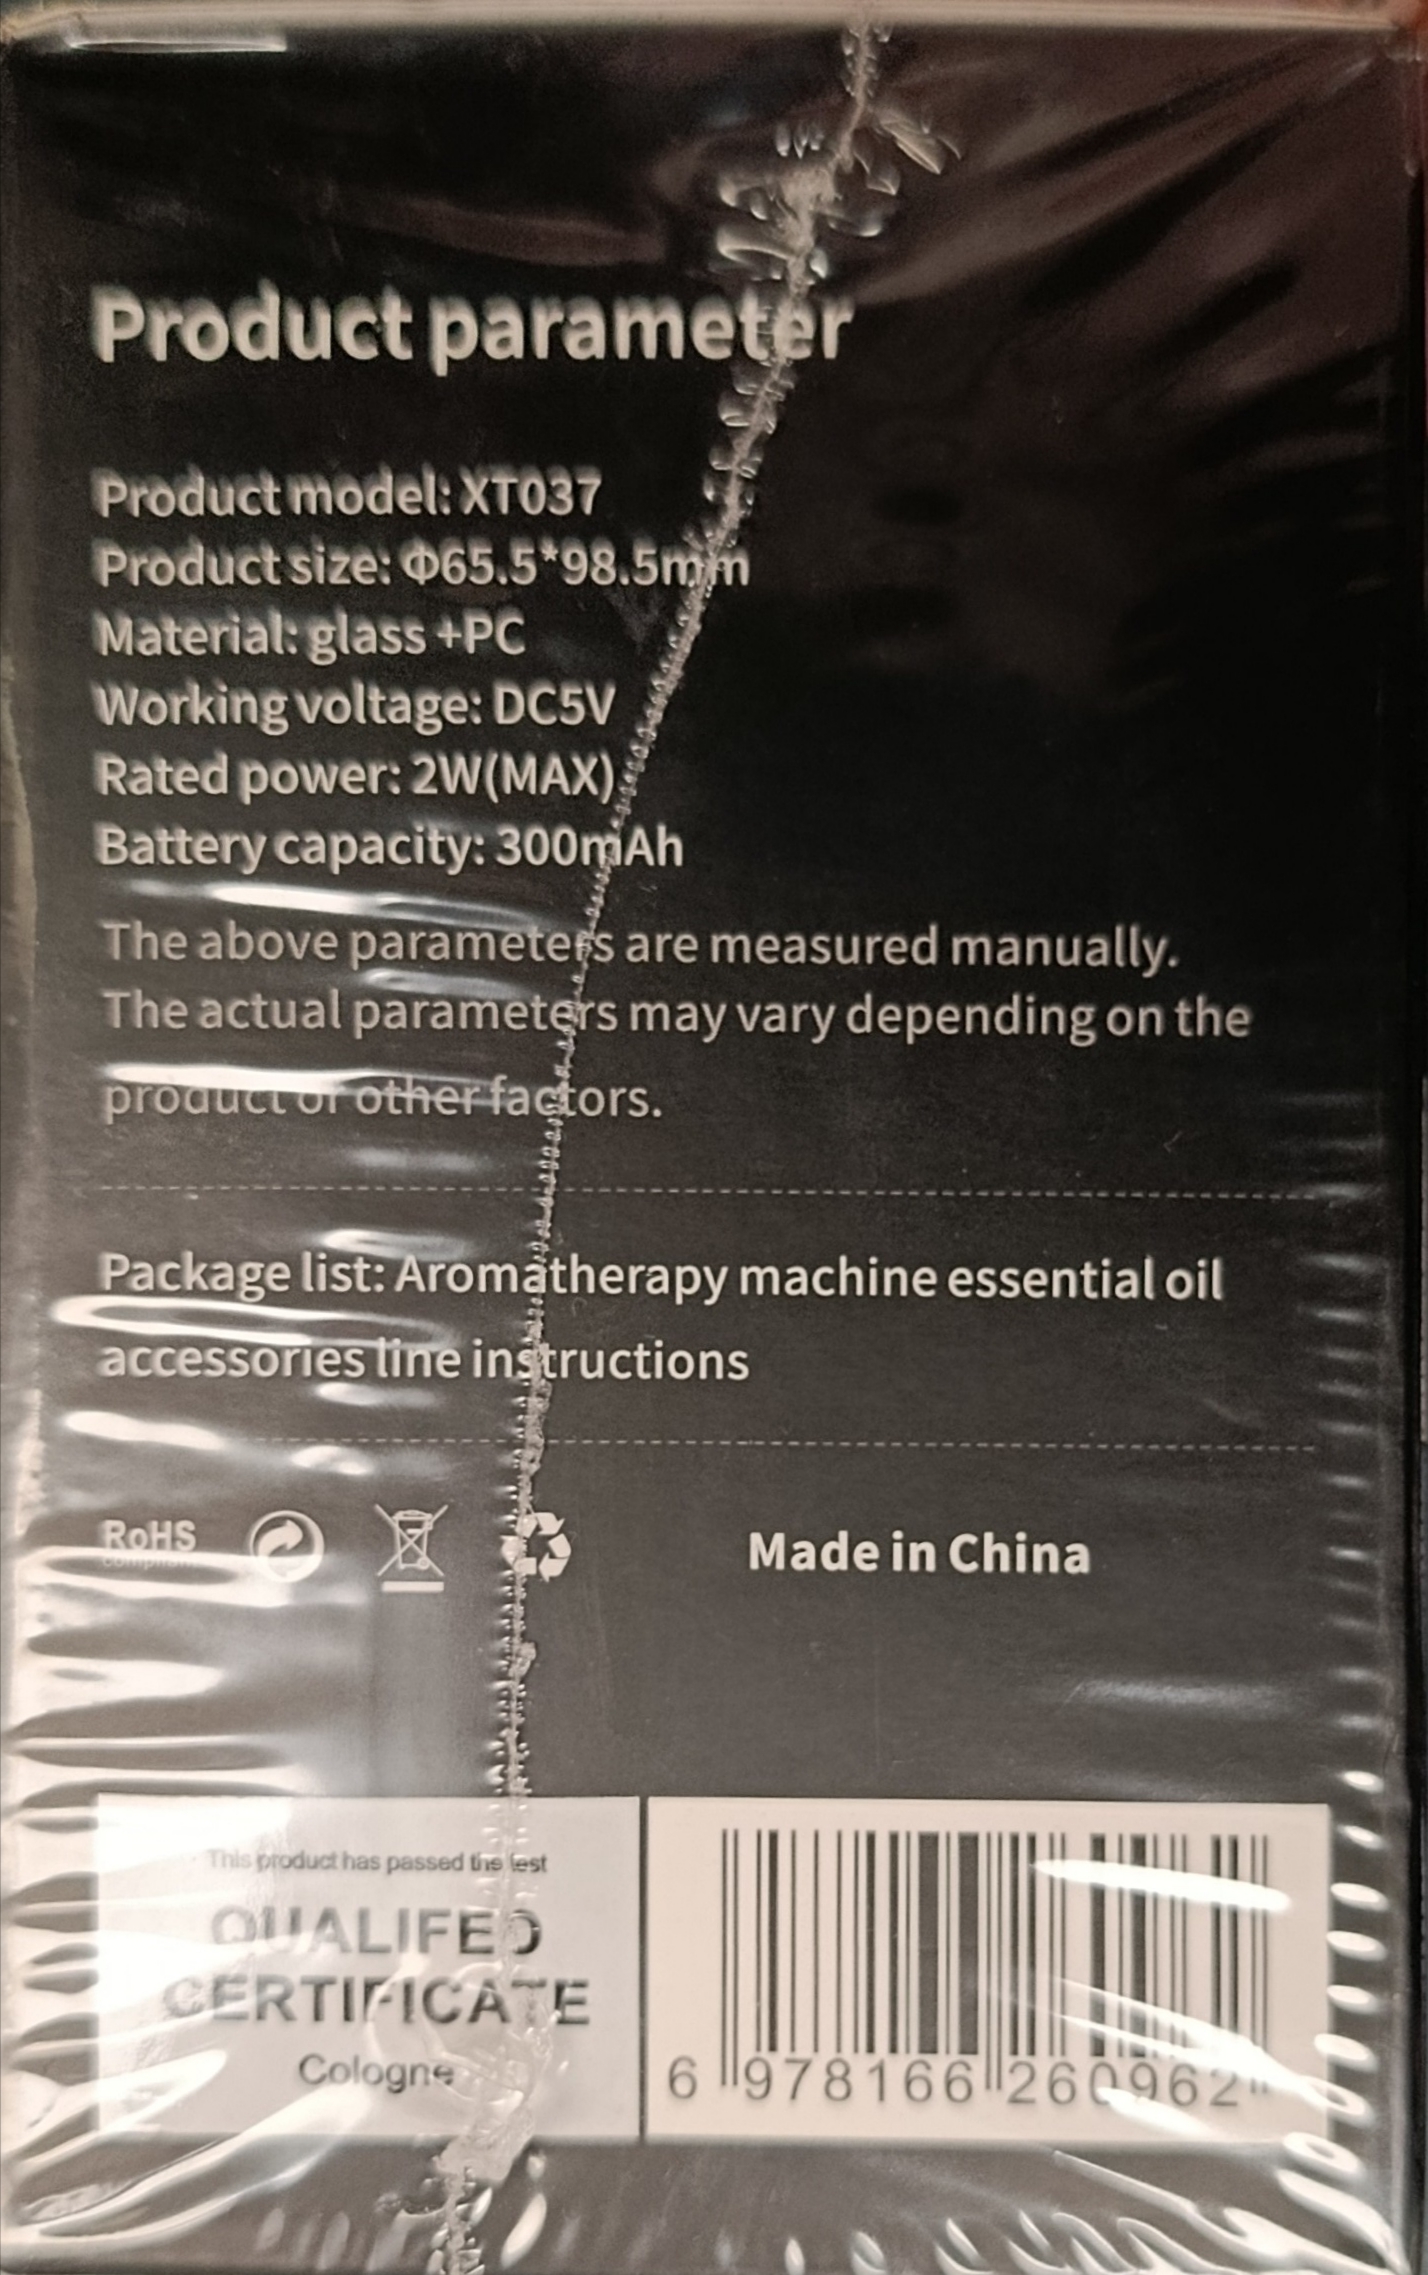 Product parameter
Product model: XT037
Product size: Φ65.5*98.5mm
Material: glass +PC
Working voltage: DC5V
Rated power: 2W(MAX)
Battery capacity: 300mAh
The above parameters are measured manually.
The actual parameters may vary depending on the
product or other factors.
Package list: Aromatherapy machine essential oil
accessories line instructions
RoHS
Made in China
This product has passed the test
QUALIFED
CERTIFICATE
Cologne
6 978166 260962